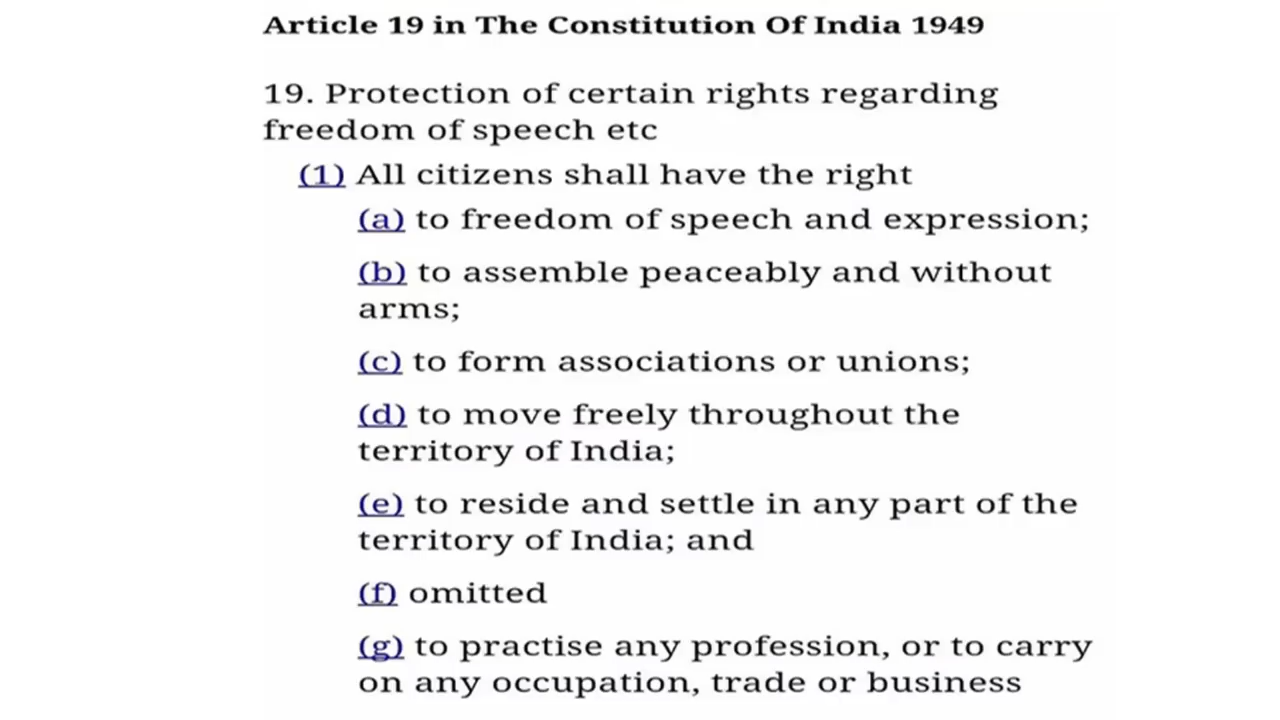 Article 19 in The Constitution Of India 1949
19. Protection of certain rights regarding
freedom of speech etc
(1) All citizens shall have the right
(a) to freedom of speech and expression;
(b) to assemble peaceably and without
arms;
(c) to form associations or unions;
(d) to move freely throughout the
territory of India;
(e) to reside and settle in any part of the
territory of India; and
(f) omitted
(g) to practise any profession, or to carry
on any occupation, trade or business